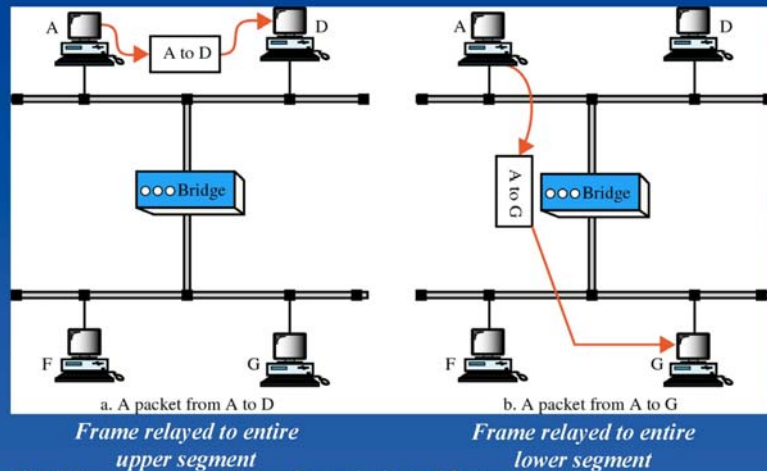 A
A to D
D
Bridge
F
G
a. A packet from A to D
Frame relayed to entire
upper segment
A
D
A to G
Bridge
F
G
b. A packet from A to G
Frame relayed to entire
lower segment